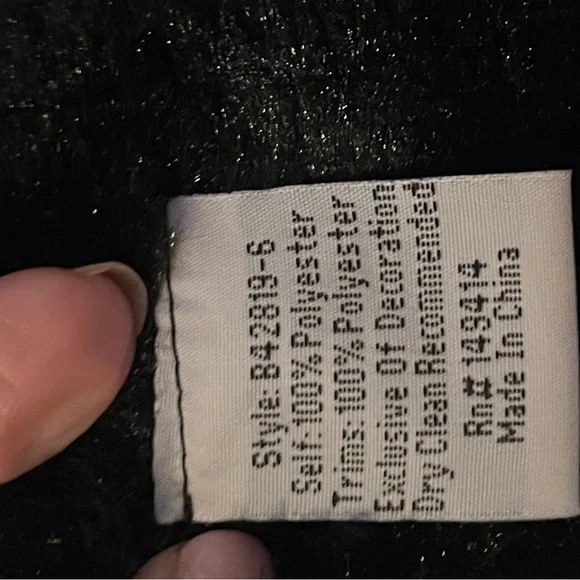 Style: B42819-6
Self: 100% Polyester
Trims: 100% Polyester
Exclusive Of Decoration
Dry Clean Recommended
Rn# 149414
Made In China